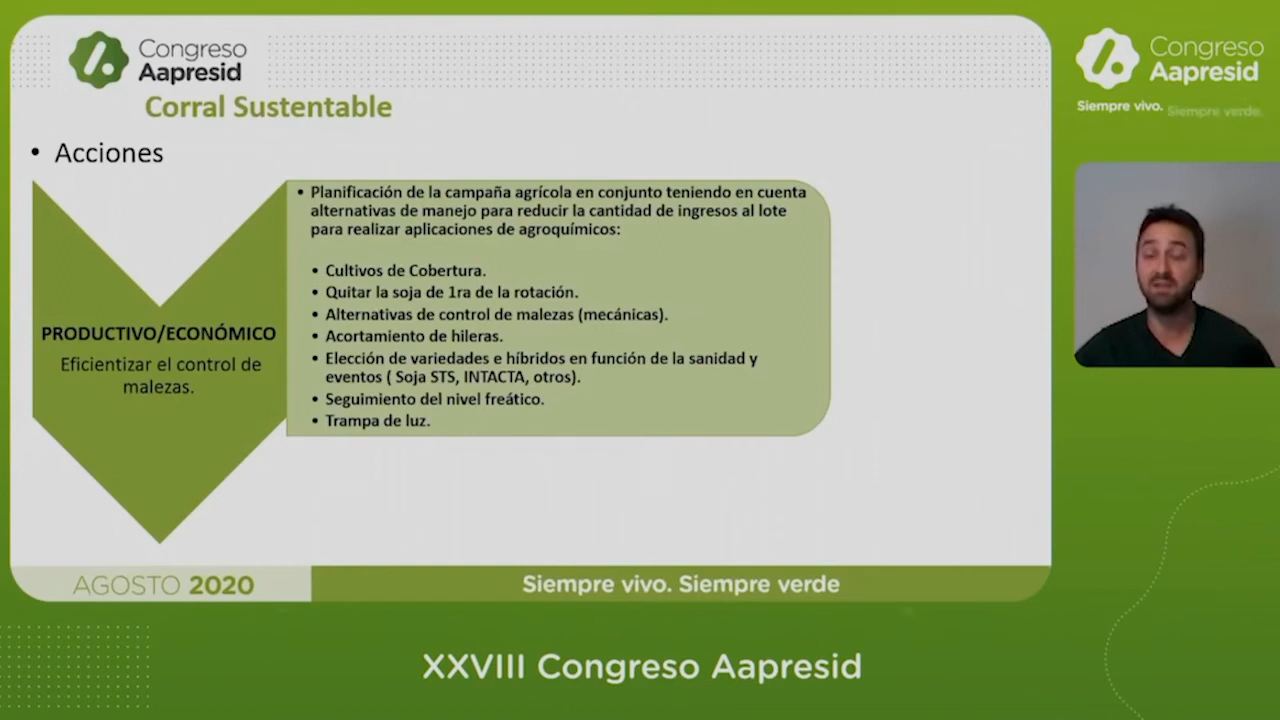 Congreso
Aapresid
Corral Sustentable
• Acciones
PRODUCTIVO/ECONÓMICO
Eficientizar el control de
malezas.
• Planificación de la campaña agrícola en conjunto teniendo en cuenta
alternativas de manejo para reducir la cantidad de ingresos al lote
para realizar aplicaciones de agroquímicos:
• Cultivos de Cobertura.
• Quitar la soja de 1ra de la rotación.
• Alternativas de control de malezas (mecánicas).
• Acortamiento de hileras.
• Elección de variedades e híbridos en función de la sanidad y
eventos ( Soja STS, INTACTA, otros).
• Seguimiento del nivel freático.
• Trampa de luz.
AGOSTO 2020
Siempre vivo. Siempre verde
Congreso
Aapresid
Siempre vivo. Siempre verde.
XXVIII Congreso Aapresid